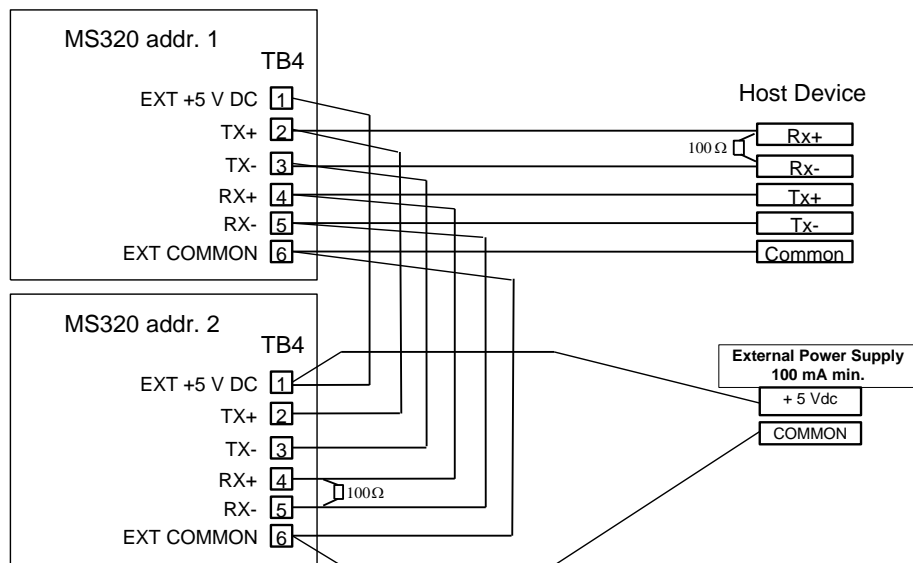 MS320 addr. 1
TB4
EXT +5 V DC 1
TX+ 2
TX- 3
RX+ 4
RX- 5
EXT COMMON 6
Host Device
Rx+
100 Ω
Rx-
Tx+
Tx-
Common
MS320 addr. 2
TB4
EXT +5 V DC 1
TX+ 2
TX- 3
RX+ 4
100Ω
RX- 5
EXT COMMON 6
External Power Supply
100 mA min.
+ 5 Vdc
COMMON